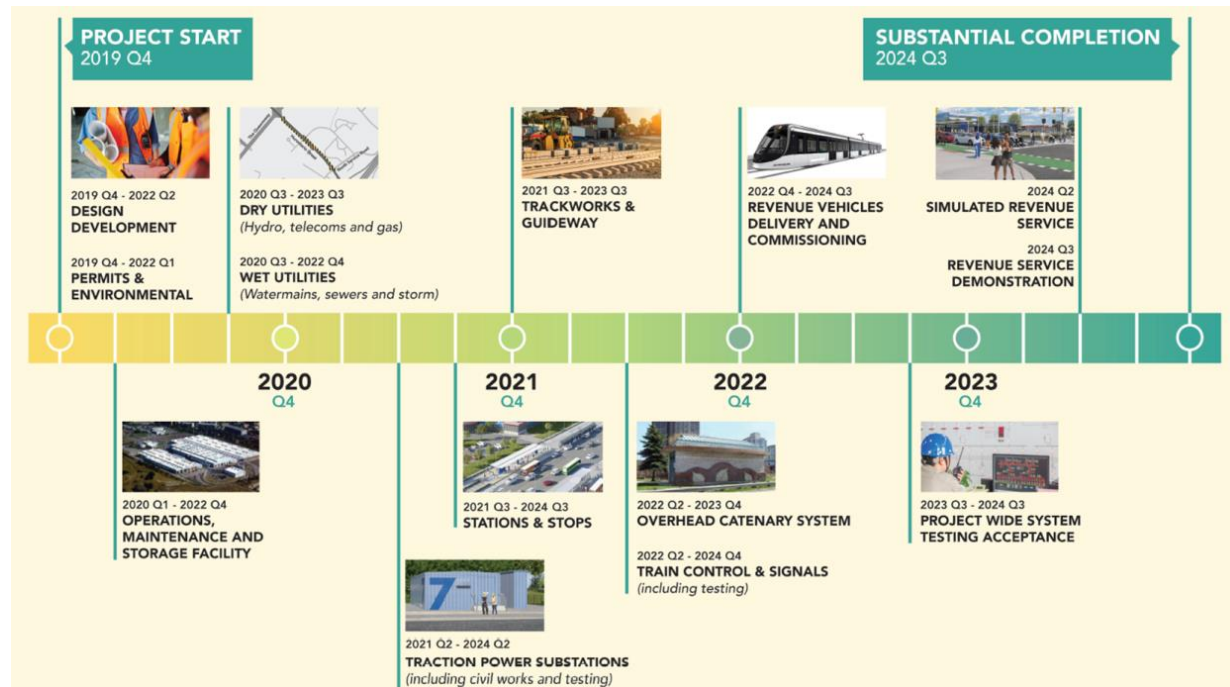 PROJECT START
2019 Q4
SUBSTANTIAL COMPLETION
2024 Q3
2019 Q4 - 2022 Q2
DESIGN
DEVELOPMENT
2019 Q4 - 2022 Q1
PERMITS &
ENVIRONMENTAL
2020 Q3 - 2023 Q3
DRY UTILITIES
(Hydro, telecoms and gas)
2020 Q3 - 2022 Q4
WET UTILITIES
(Watermains, sewers and storm)
2021 Q3 - 2023 Q3
TRACKWORKS &
GUIDEWAY
2022 Q4 - 2024 Q3
REVENUE VEHICLES
DELIVERY AND
COMMISSIONING
2024 Q2
SIMULATED REVENUE
SERVICE
2024 Q3
REVENUE SERVICE
DEMONSTRATION
2020
Q4
2021
Q4
2022
Q4
2023
Q4
2020 Q1 - 2022 Q4
OPERATIONS,
MAINTENANCE AND
STORAGE FACILITY
2021 Q3 - 2024 Q3
STATIONS & STOPS
2022 Q2 - 2023 Q4
OVERHEAD CATENARY SYSTEM
2022 Q2 - 2024 Q4
TRAIN CONTROL & SIGNALS
(including testing)
2023 Q3 - 2024 Q3
PROJECT WIDE SYSTEM
TESTING ACCEPTANCE
7
2021 Q2 - 2024 Q2
TRACTION POWER SUBSTATIONS
(including civil works and testing)